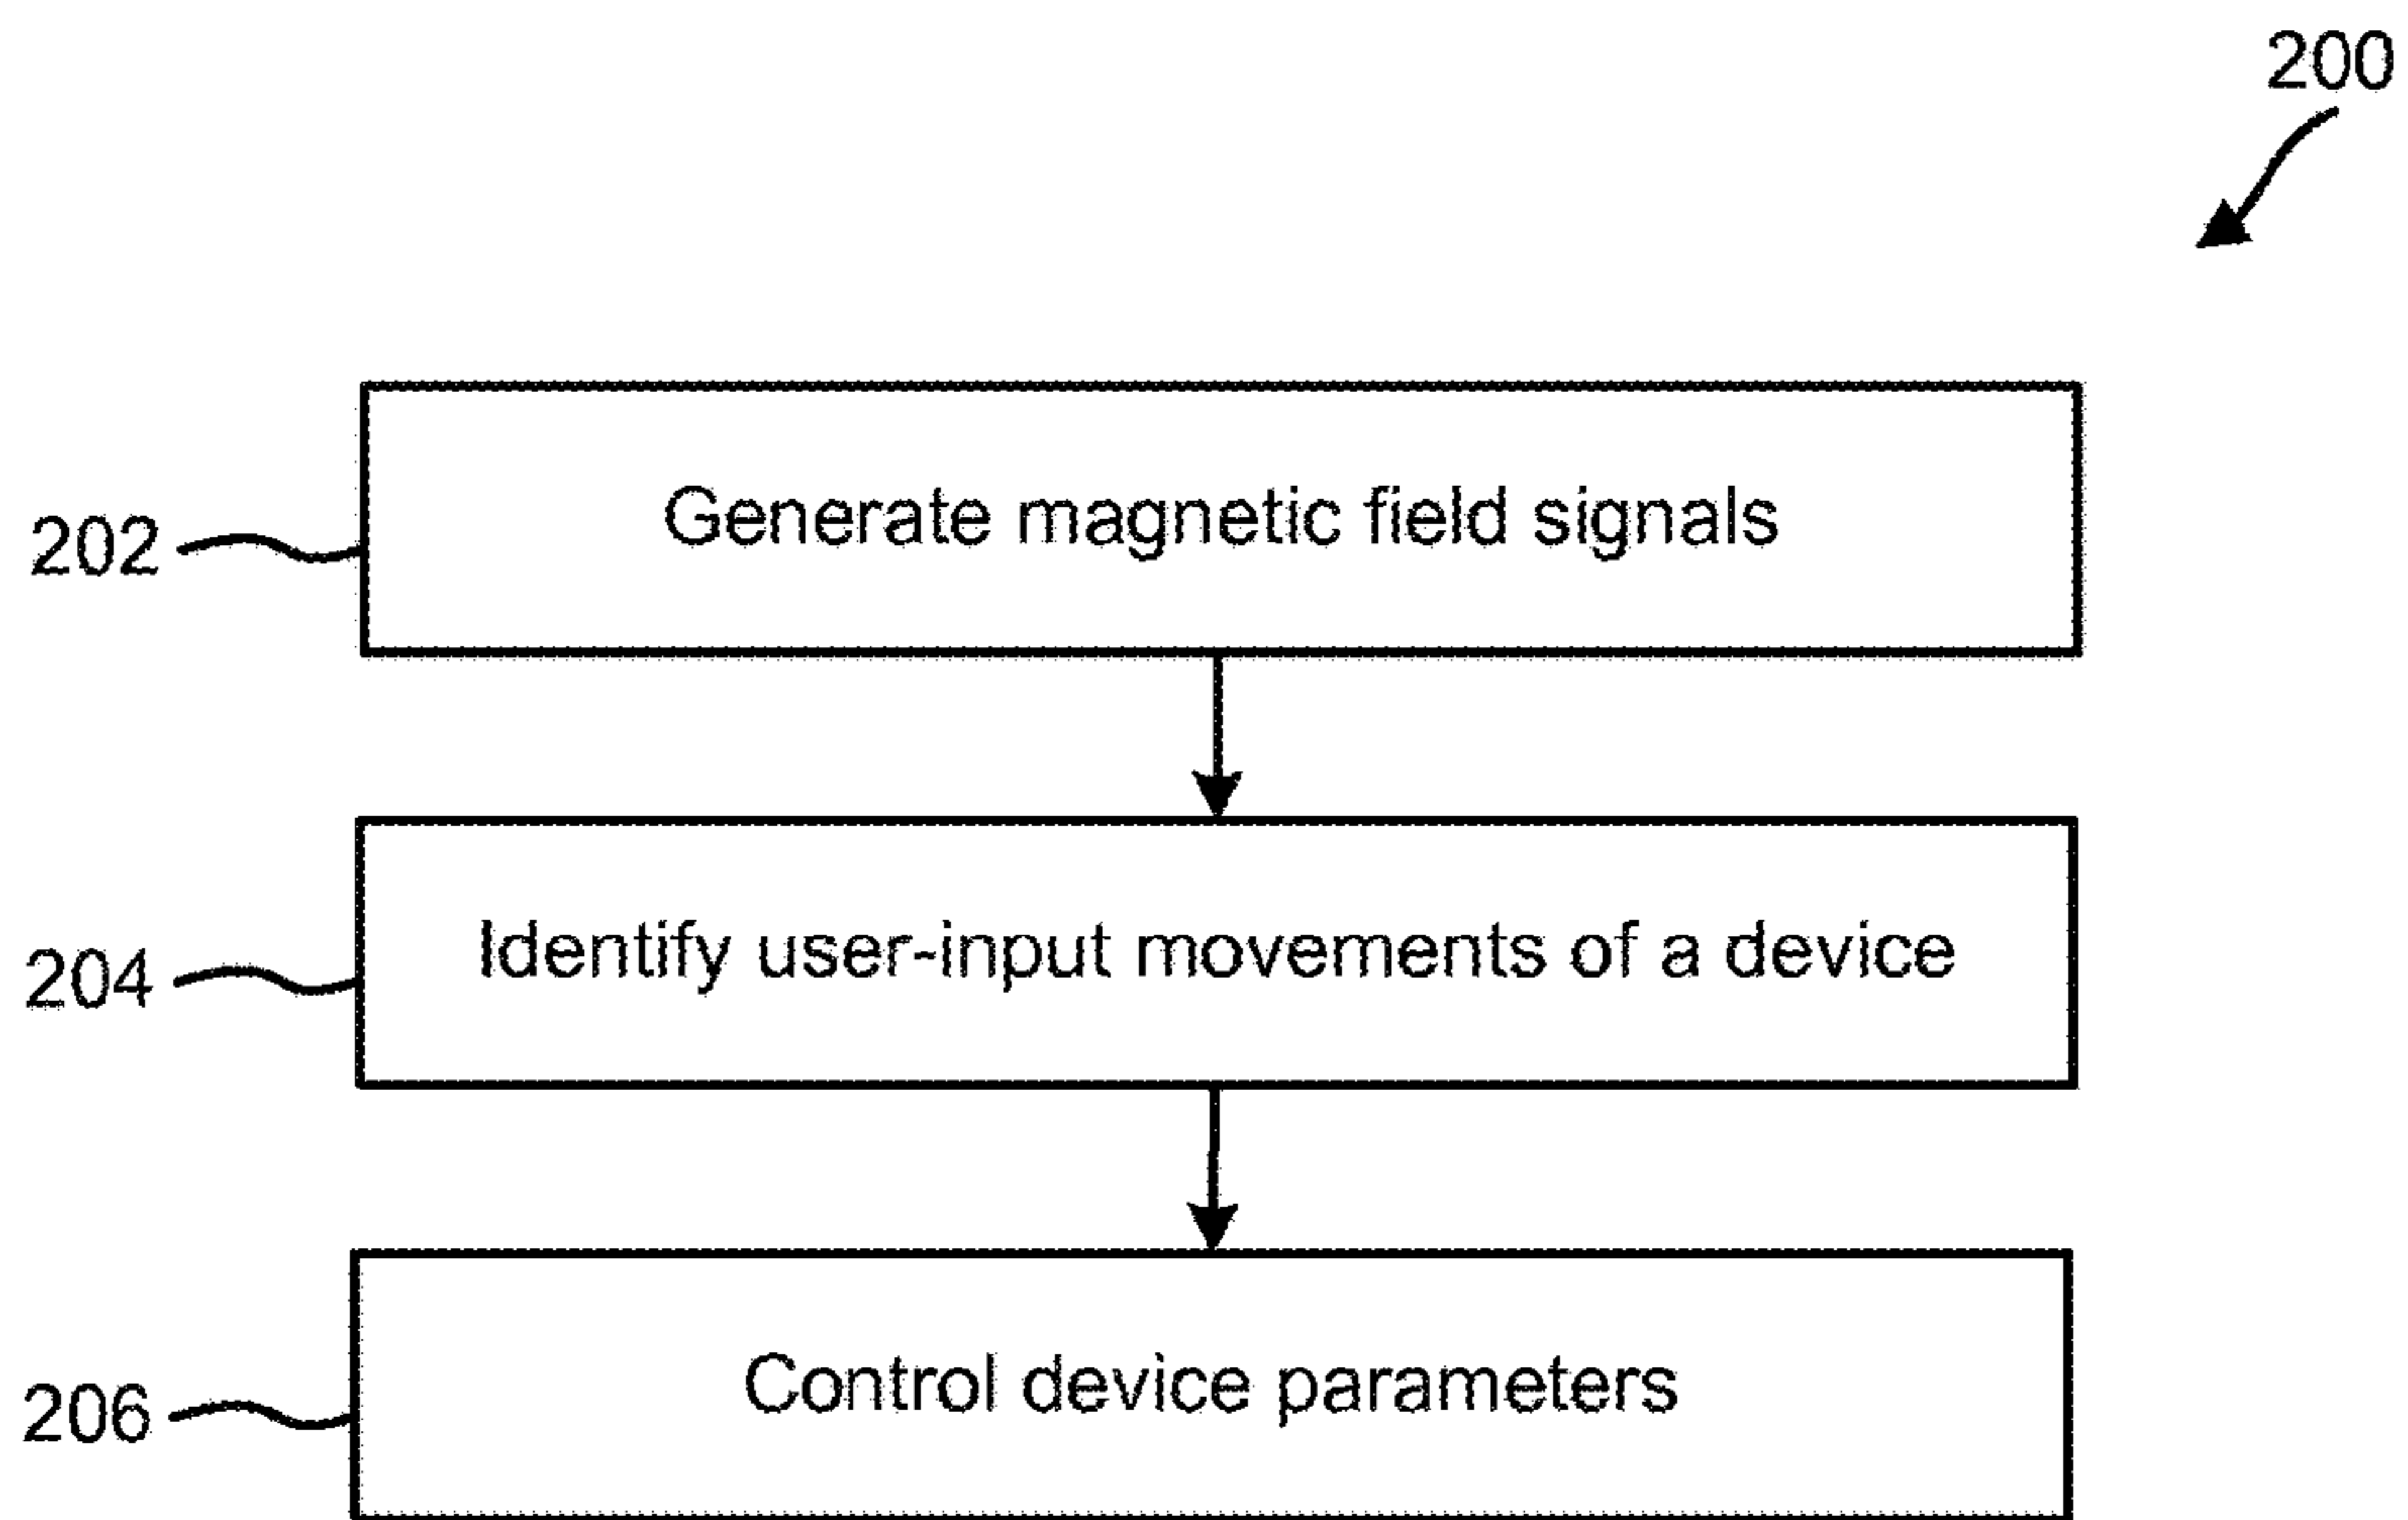 200
202
Generate magnetic field signals
204
Identify user-input movements of a device
206
Control device parameters